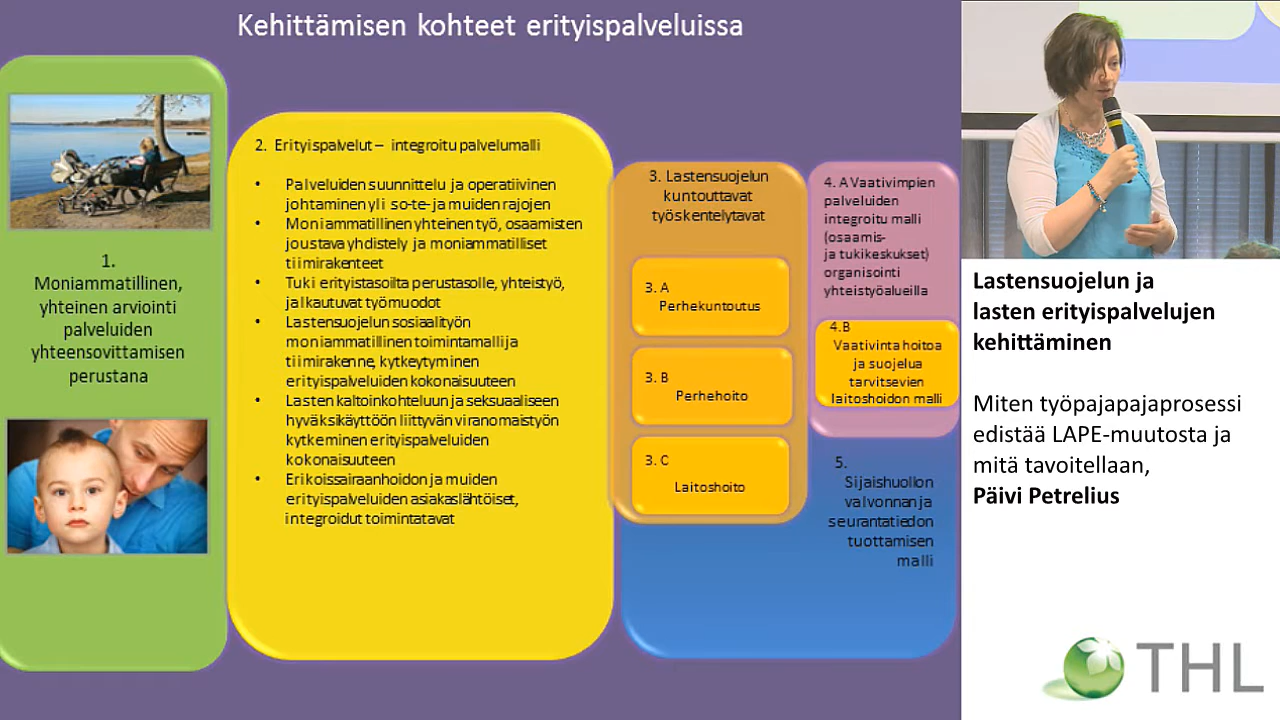 Kehittämisen kohteet erityispalveluissa
1.
Moniammatillinen,
yhteinen arviointi
palveluiden
yhteensovittamisen
perustana
2. Erityispalvelut – integroitu palvelumalli
• Palveluiden suunnittelu ja operatiivinen
johtaminen yli so-te-ja muiden rajojen
• Moniammatillinen yhteinen työ, osaamisten
joustava yhdistely ja moniammatilliset
tiimirakenteet
• Tuki erityistasoilta perustasolle, yhteistyö,
jalkautuvat työmuodot
• Lastensuojelun sosiaalityön
moniammatillinen toimintamalli ja
tiimirakenne, kytkeytyminen
erityispalveluiden kokonaisuuteen
• Lasten kaltoinkohteluun ja seksuaaliseen
hyväksikäyttöön liittyvän viranomaistyön
kytkeminen erityispalveluiden
kokonaisuuteen
• Erikoissairaanhoidon ja muiden
erityispalveluiden asiakaslähtöiset,
integroidut toimintatavat
3. Lastensuojelun
kuntouttavat
työskentelytavat
3. A
Perhekuntoutus
3. B
Perhehoito
3. C
Laitoshoito
4. A Vaativimpien
palveluiden
integroitu malli
(osaamis-
ja tukikeskukset)
organisointi
yhteistyöalueilla
4.B
Vaativinta hoitoa
ja suojelua
tarvitsevien
laitoshoidon malli
5.
Sijaishuollon
valvonnan ja
seurantatiedon
tuottamisen
malli
Lastensuojelun ja
lasten erityispalvelujen
kehittäminen
Miten työpajapajaprosessi
edistää LAPE-muutosta ja
mitä tavoitellaan,
Päivi Petrelius
THL